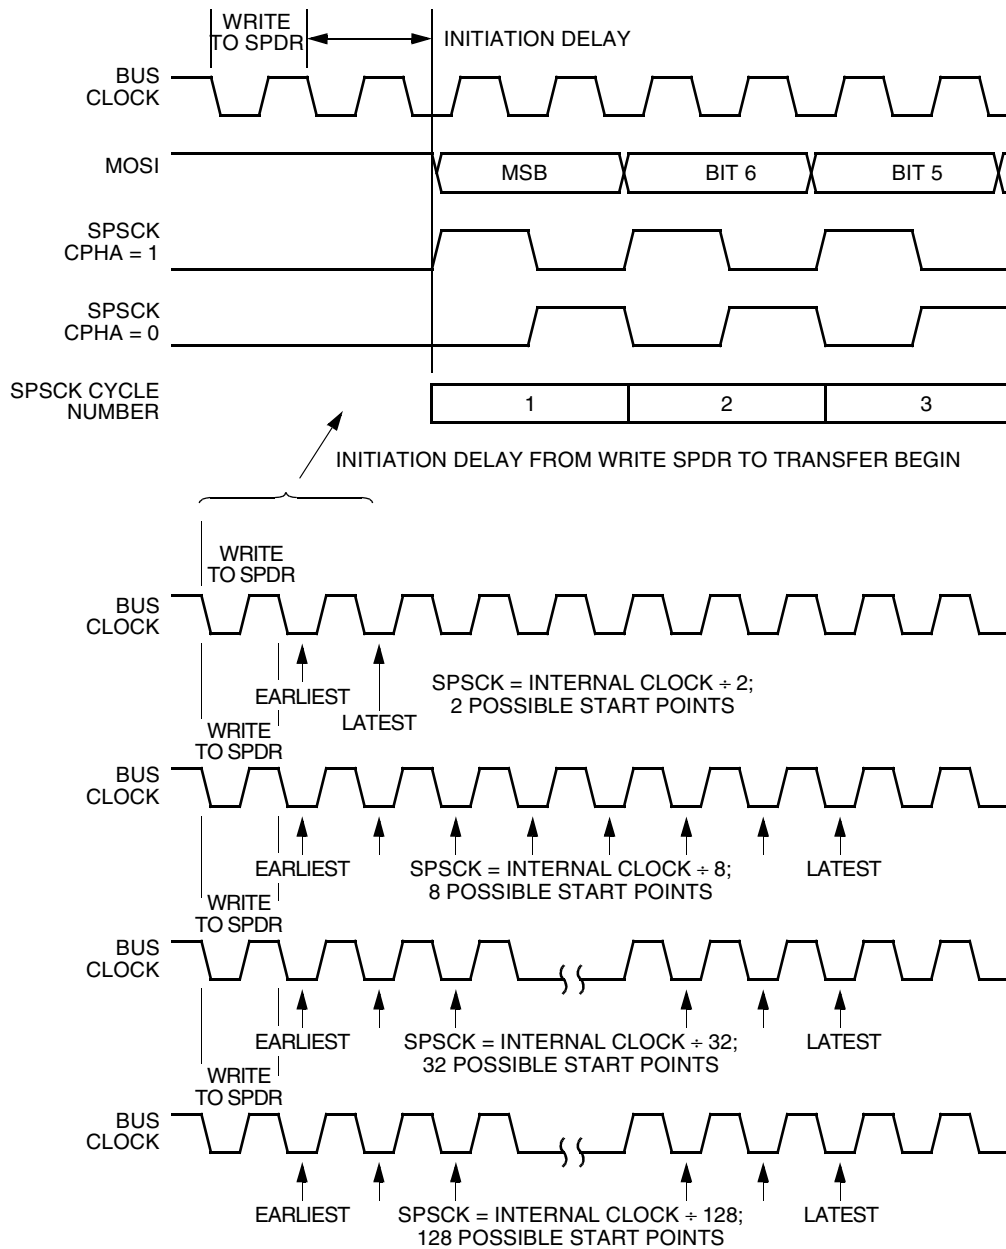 WRITE
TO SPDR
INITIATION DELAY
BUS
CLOCK
MOSI
MSB
BIT 6
BIT 5
SPSCK
CPHA = 1
SPSCK
CPHA = 0
SPSCK CYCLE
NUMBER
1
2
3
INITIATION DELAY FROM WRITE SPDR TO TRANSFER BEGIN
WRITE
TO SPDR
BUS
CLOCK
EARLIEST
LATEST
SPSCK = INTERNAL CLOCK ÷ 2;
2 POSSIBLE START POINTS
WRITE
TO SPDR
BUS
CLOCK
EARLIEST
SPSCK = INTERNAL CLOCK ÷ 8;
8 POSSIBLE START POINTS
LATEST
WRITE
TO SPDR
BUS
CLOCK
EARLIEST
SPSCK = INTERNAL CLOCK ÷ 32;
32 POSSIBLE START POINTS
LATEST
WRITE
TO SPDR
BUS
CLOCK
EARLIEST
SPSCK = INTERNAL CLOCK ÷ 128;
128 POSSIBLE START POINTS
LATEST